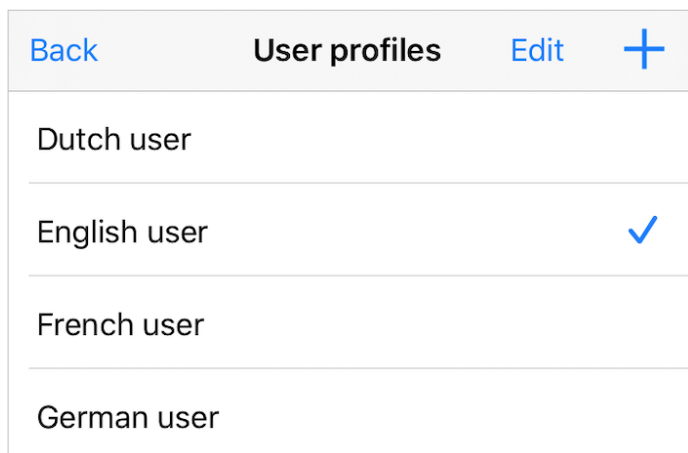 Back User profiles Edit +
Dutch user
English user
French user
German user